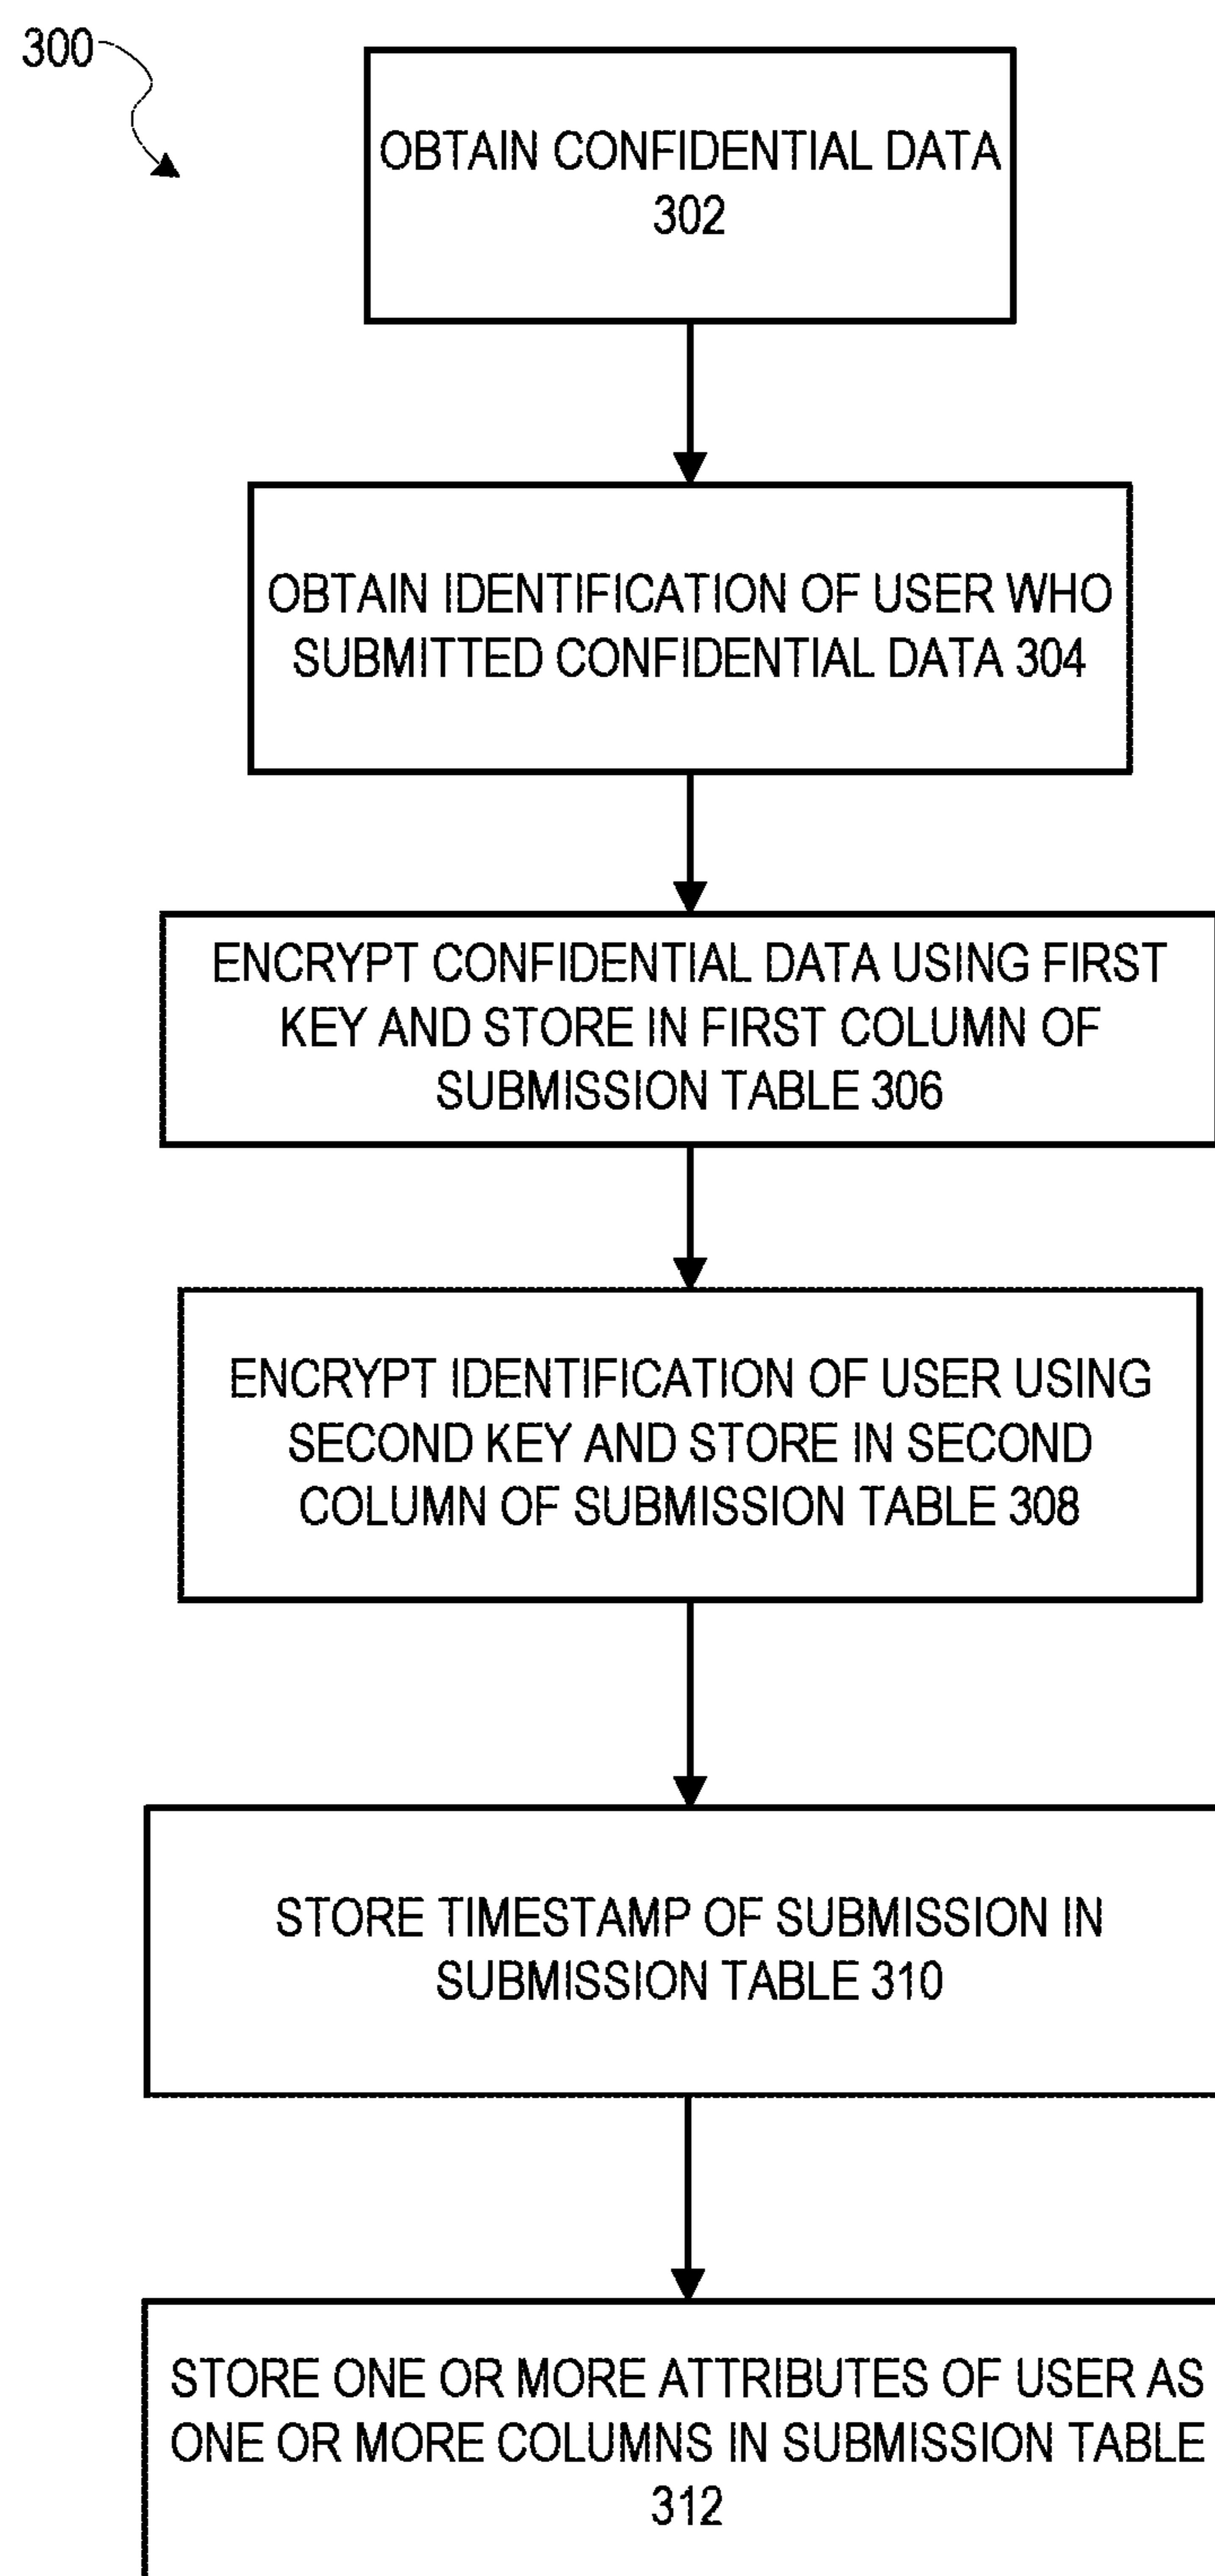 300
OBTAIN CONFIDENTIAL DATA
302
OBTAIN IDENTIFICATION OF USER WHO
SUBMITTED CONFIDENTIAL DATA 304
ENCRYPT CONFIDENTIAL DATA USING FIRST
KEY AND STORE IN FIRST COLUMN OF
SUBMISSION TABLE 306
ENCRYPT IDENTIFICATION OF USER USING
SECOND KEY AND STORE IN SECOND
COLUMN OF SUBMISSION TABLE 308
STORE TIMESTAMP OF SUBMISSION IN
SUBMISSION TABLE 310
STORE ONE OR MORE ATTRIBUTES OF USER AS
ONE OR MORE COLUMNS IN SUBMISSION TABLE
312